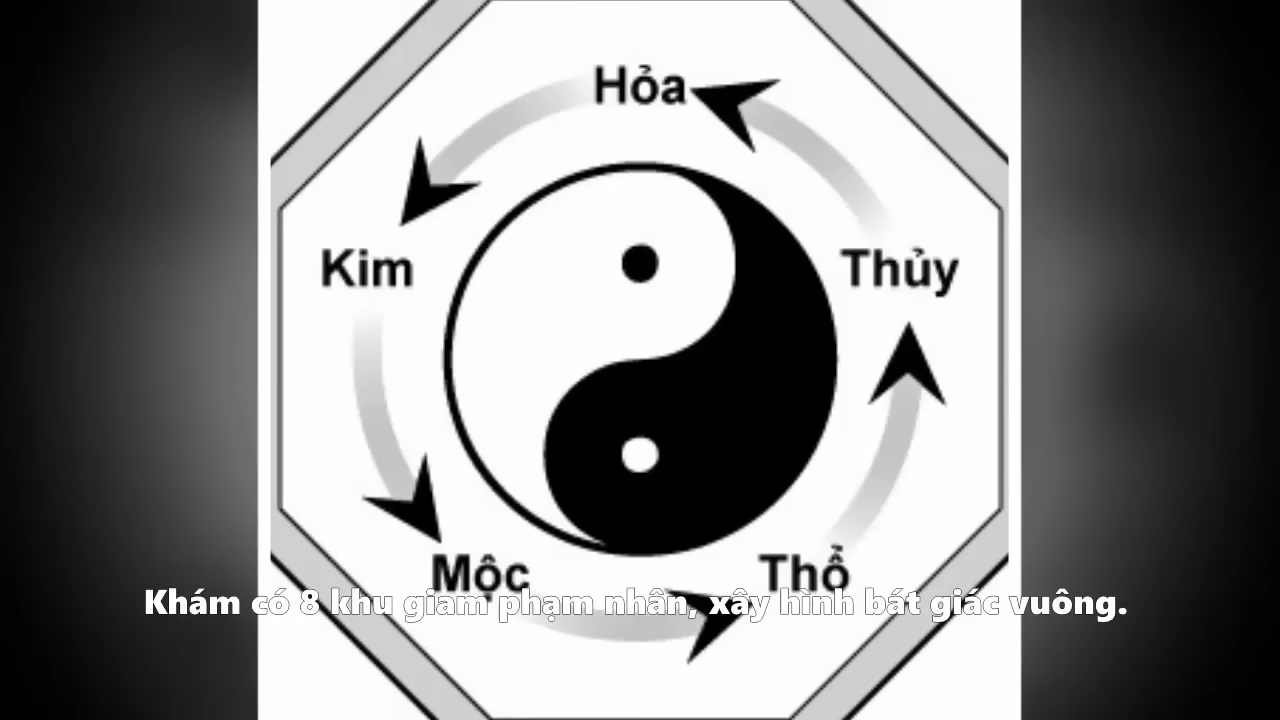 Hỏa
Kim
Thủy
Mộc
Thổ
Khám có 8 khu giam phạm nhân, xây hình bát giác vuông.